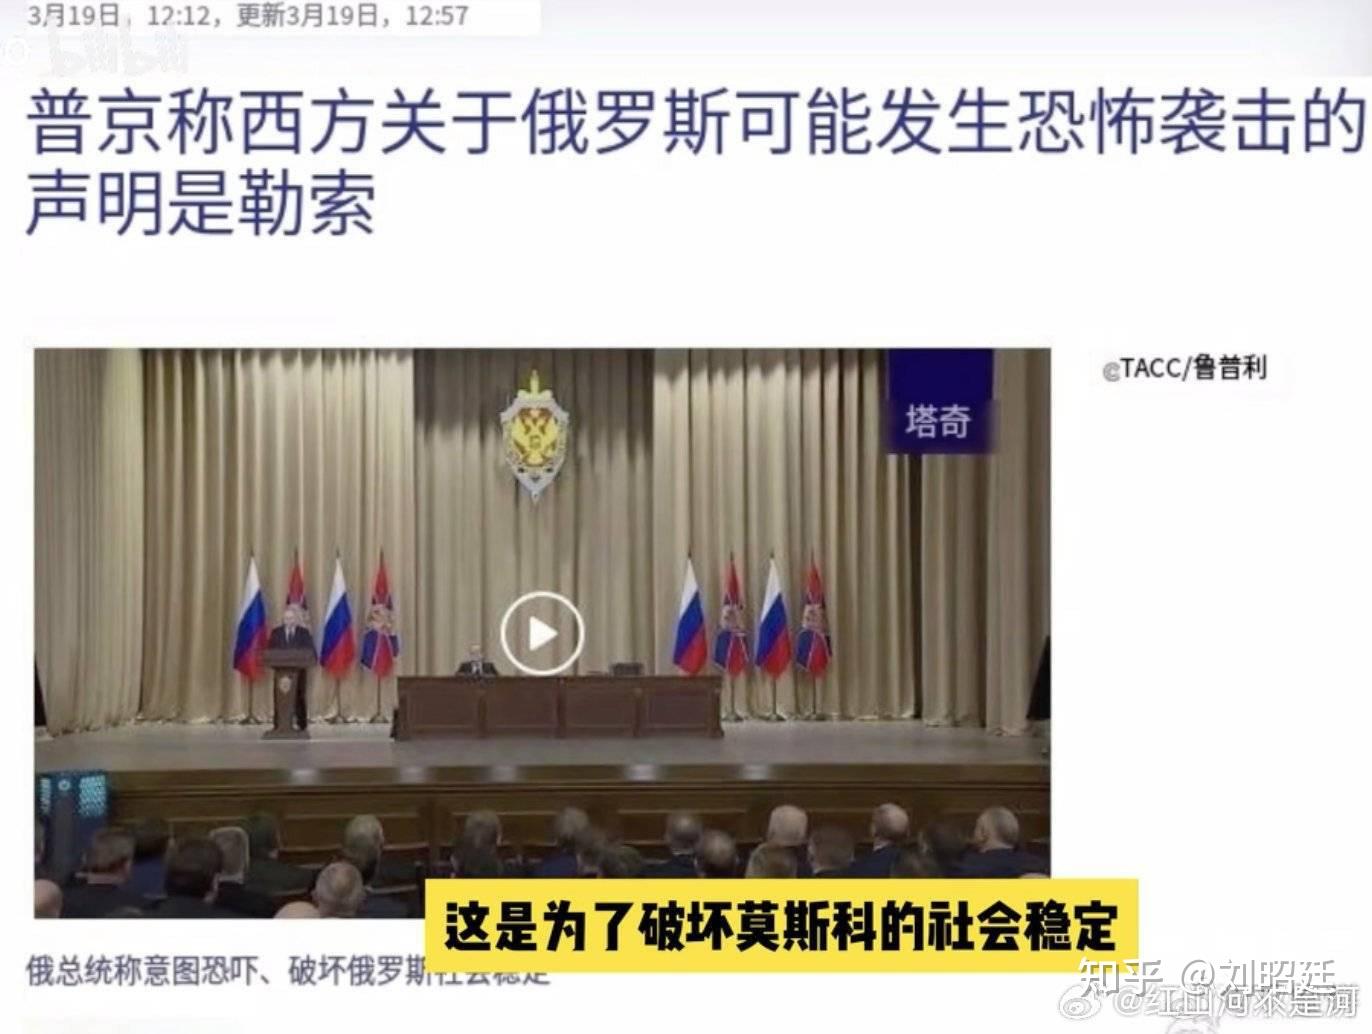 3月19日，12:12，更新3月19日，12:57
bilibili
普京称西方关于俄罗斯可能发生恐怖袭击的
声明是勒索
©TACC/鲁普利
塔奇
这是为了破坏莫斯科的社会稳定
俄总统称意图恐吓、破坏俄罗斯社会稳定
知乎 @刘昭廷
@红山河不是河